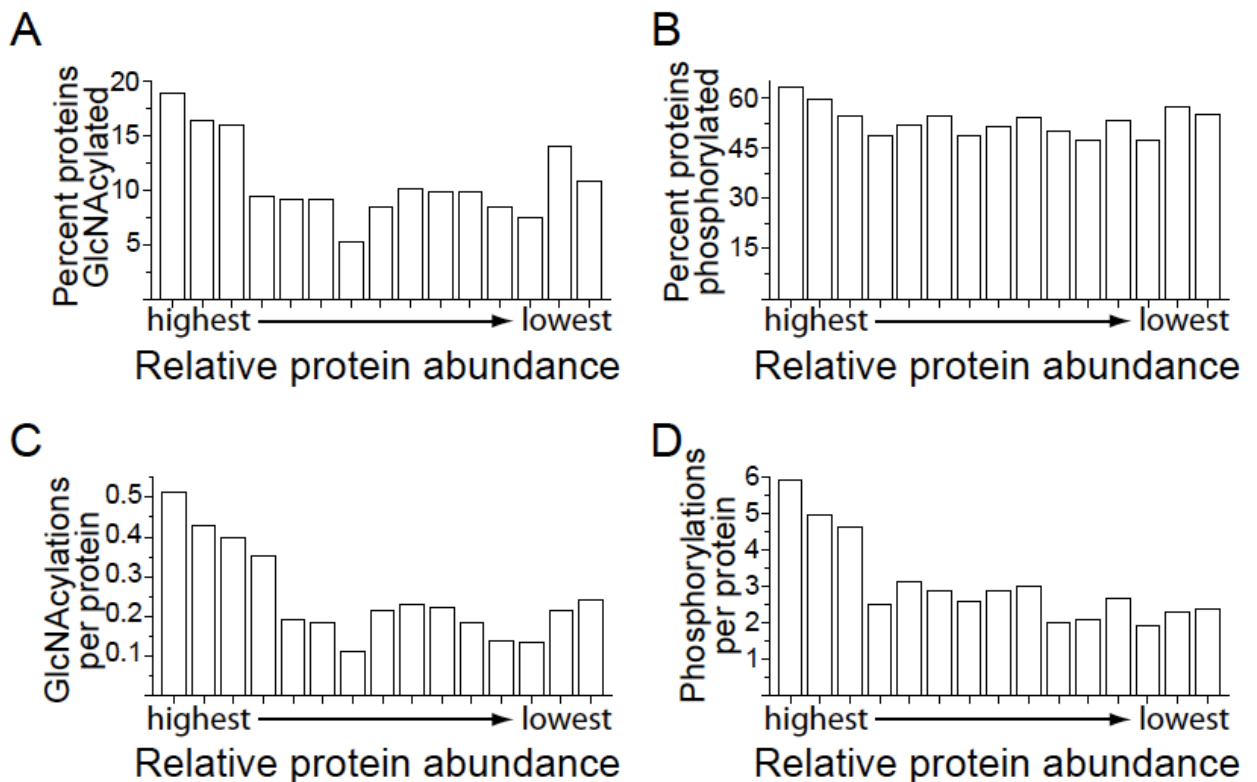 A
Percent proteins
GlcNAcylated
20
15
10
5
highest
lowest
Relative protein abundance
B
Percent proteins
phosphorylated
60
45
30
15
highest
lowest
Relative protein abundance
C
GlcNAcylations
per protein
0.5
0.4
0.3
0.2
0.1
highest
lowest
Relative protein abundance
D
Phosphorylations
per protein
6
5
4
3
2
1
highest
lowest
Relative protein abundance